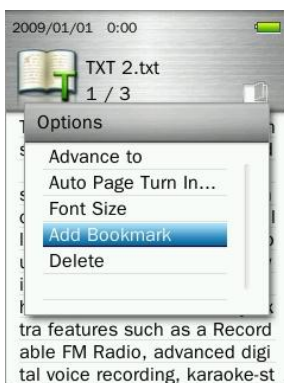 2009/01/01 0:00
TXT 2.txt
1 / 3
Options
Advance to
Auto Page Turn In...
Font Size
Add Bookmark
Delete
tra features such as a Record
able FM Radio, advanced digi
tal voice recording, karaoke-st